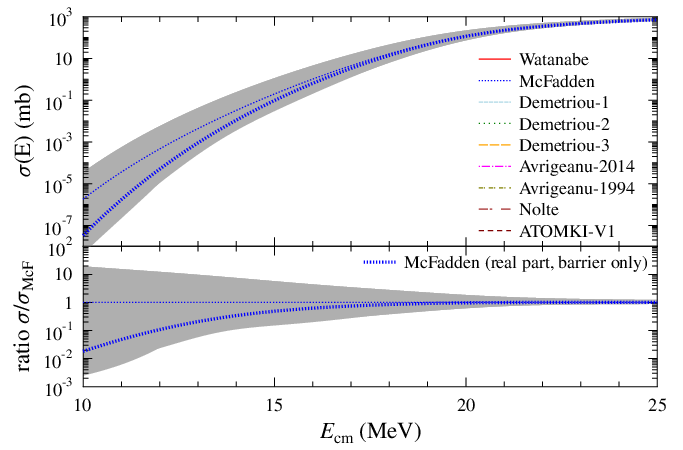 10³
10
10⁻¹
10⁻³
10⁻⁵
10⁻⁷
σ(E) (mb)
Watanabe
McFadden
Demetriou-1
Demetriou-2
Demetriou-3
Avrigeanu-2014
Avrigeanu-1994
Nolte
ATOMKI-V1
10²
10
1
10⁻¹
10⁻²
10⁻³
ratio σ/σMcF
McFadden (real part, barrier only)
10 15 20 25
Ecm (MeV)